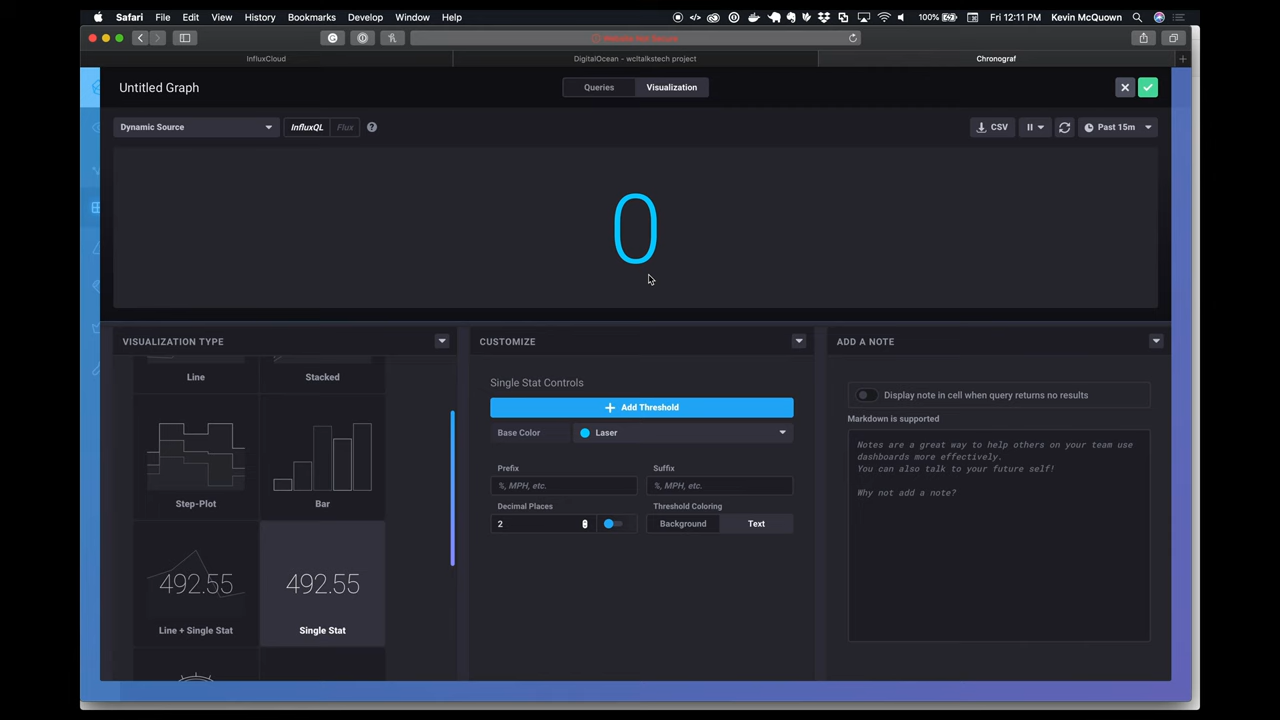 Safari File Edit View History Bookmarks Develop Window Help 100% Fri 12:11 PM Kevin McQuown
Website Not Secure
InfluxCloud DigitalOcean - wcltalkstech project Chronograf
Untitled Graph Queries Visualization
Dynamic Source InfluxQL Flux ? CSV Past 15m
0
VISUALIZATION TYPE
Line Stacked
Step-Plot Bar
492.55 492.55
Line + Single Stat Single Stat
CUSTOMIZE
Single Stat Controls
+ Add Threshold
Base Color Laser
Prefix Suffix
%, MPH, etc. %, MPH, etc.
Decimal Places Threshold Coloring
2 Background Text
ADD A NOTE
Display note in cell when query returns no results
Markdown is supported
Notes are a great way to help others on your team use
dashboards more effectively.
You can also talk to your future self!
Why not add a note?